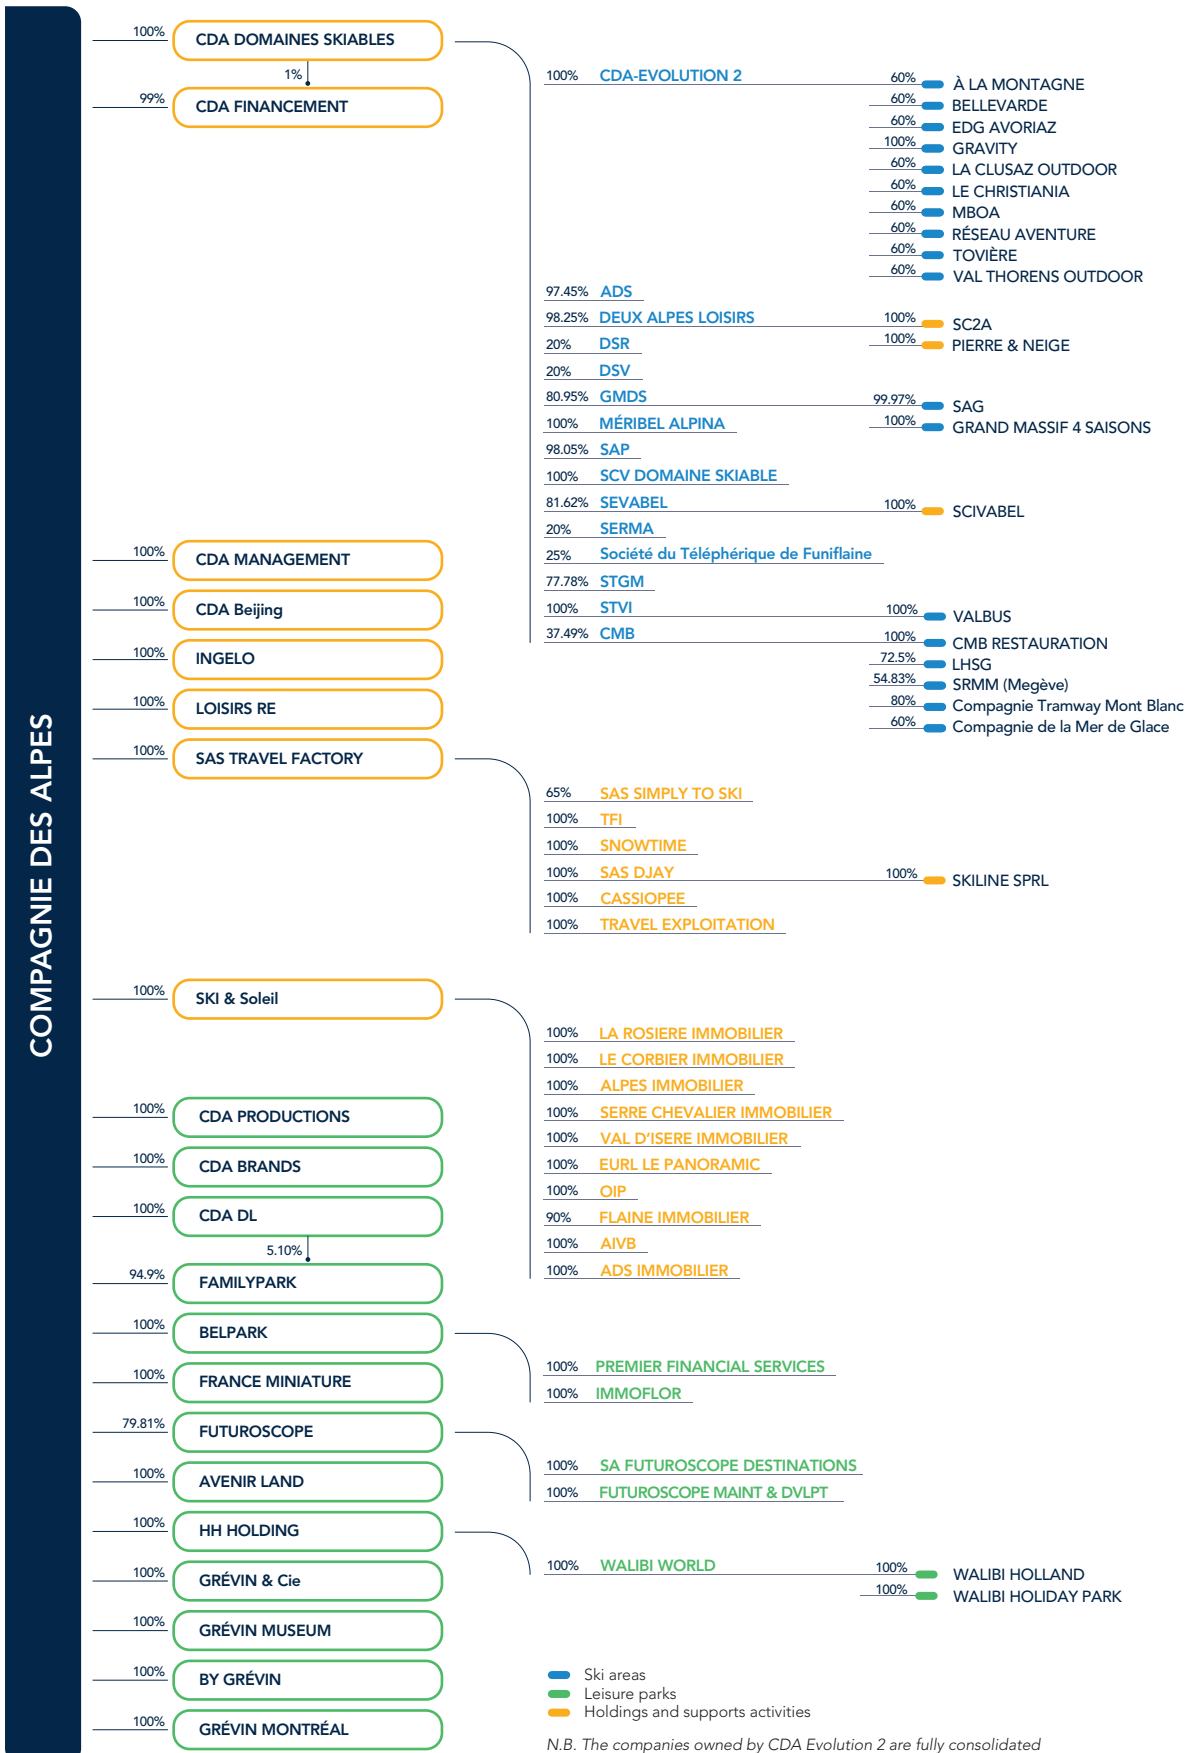 COMPAGNIE DES ALPES
100% CDA DOMAINES SKIABLES
1%
99% CDA FINANCEMENT
100% CDA-EVOLUTION 2
60% À LA MONTAGNE
60% BELLEVARDE
60% EDG AVORIAZ
100% GRAVITY
60% LA CLUSAZ OUTDOOR
60% LE CHRISTIANIA
60% MBOA
60% RÉSEAU AVENTURE
60% TOVIÈRE
60% VAL THORENS OUTDOOR
97.45% ADS
98.25% DEUX ALPES LOISIRS
100% SC2A
100% PIERRE & NEIGE
20% DSR
20% DSV
80.95% GMDS
99.97% SAG
100% GRAND MASSIF 4 SAISONS
100% MÉRIBEL ALPINA
98.05% SAP
100% SCV DOMAINE SKIABLE
81.62% SEVABEL
100% SCIVABEL
20% SERMA
25% Société du Téléphérique de Funiflaine
77.78% STGM
100% STVI
100% VALBUS
37.49% CMB
100% CMB RESTAURATION
72.5% LHSG
54.83% SRMM (Megève)
80% Compagnie Tramway Mont Blanc
60% Compagnie de la Mer de Glace
100% CDA MANAGEMENT
100% CDA Beijing
100% INGELO
100% LOISIRS RE
100% SAS TRAVEL FACTORY
65% SAS SIMPLY TO SKI
100% TFI
100% SNOWTIME
100% SAS DJAY
100% SKILINE SPRL
100% CASSIOPEE
100% TRAVEL EXPLOITATION
100% SKI & Soleil
100% LA ROSIERE IMMOBILIER
100% LE CORBIER IMMOBILIER
100% ALPES IMMOBILIER
100% SERRE CHEVALIER IMMOBILIER
100% VAL D'ISERE IMMOBILIER
100% EURL LE PANORAMIC
100% OIP
90% FLAINE IMMOBILIER
100% AIVB
100% ADS IMMOBILIER
100% CDA PRODUCTIONS
100% CDA BRANDS
100% CDA DL
5.10%
94.9% FAMILYPARK
100% BELPARK
100% PREMIER FINANCIAL SERVICES
100% IMMOFLOR
100% FRANCE MINIATURE
79.81% FUTUROSCOPE
100% SA FUTUROSCOPE DESTINATIONS
100% FUTUROSCOPE MAINT & DVLPT
100% AVENIR LAND
100% HH HOLDING
100% WALIBI WORLD
100% WALIBI HOLLAND
100% WALIBI HOLIDAY PARK
100% GRÉVIN & Cie
100% GRÉVIN MUSEUM
100% BY GRÉVIN
100% GRÉVIN MONTRÉAL
Ski areas
Leisure parks
Holdings and supports activities
N.B. The companies owned by CDA Evolution 2 are fully consolidated